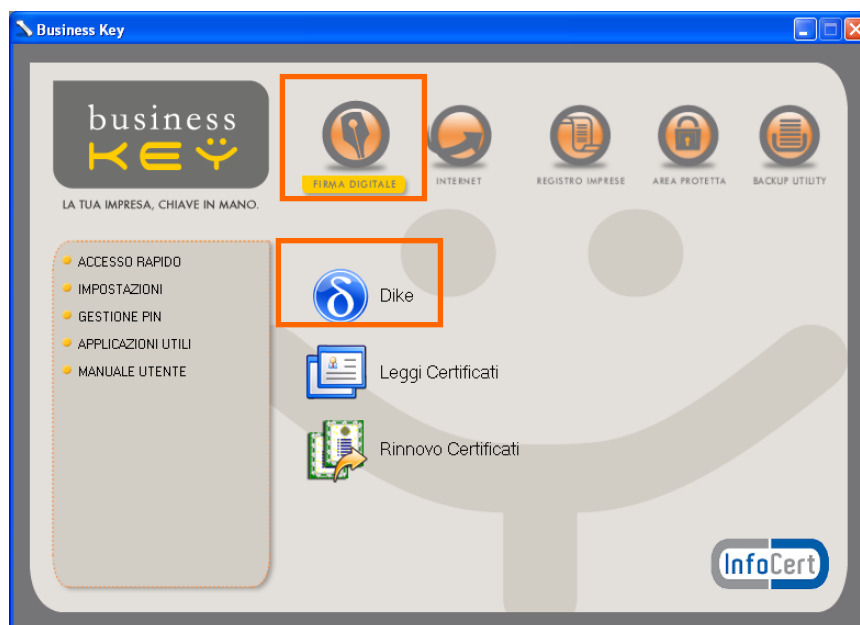 Business Key
business
KEY
LA TUA IMPRESA, CHIAVE IN MANO.
FIRMA DIGITALE
INTERNET
REGISTRO IMPRESE
AREA PROTETTA
BACKUP UTILITY
ACCESSO RAPIDO
IMPOSTAZIONI
GESTIONE PIN
APPLICAZIONI UTILI
MANUALE UTENTE
δ Dike
Leggi Certificati
Rinnovo Certificati
InfoCert